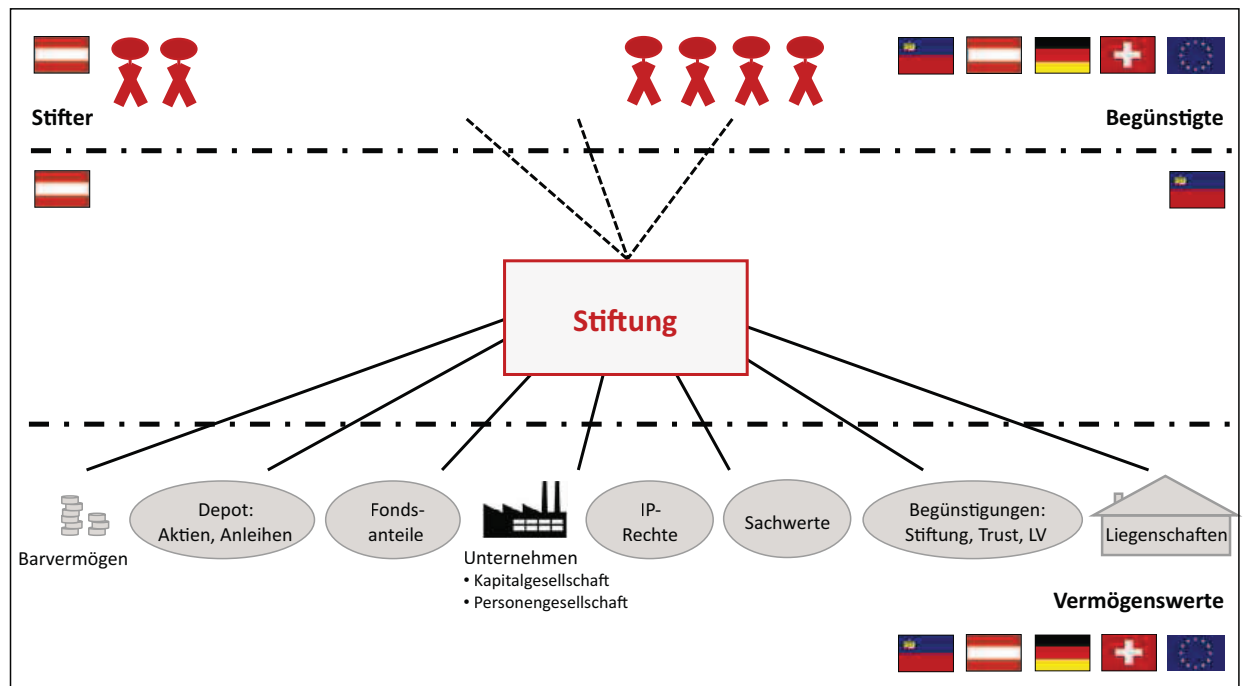 Stifter
Begünstigte
Stiftung
Barvermögen
Depot:
Aktien, Anleihen
Fonds-
anteile
Unternehmen
• Kapitalgesellschaft
• Personengesellschaft
IP-
Rechte
Sachwerte
Begünstigungen:
Stiftung, Trust, LV
Liegenschaften
Vermögenswerte